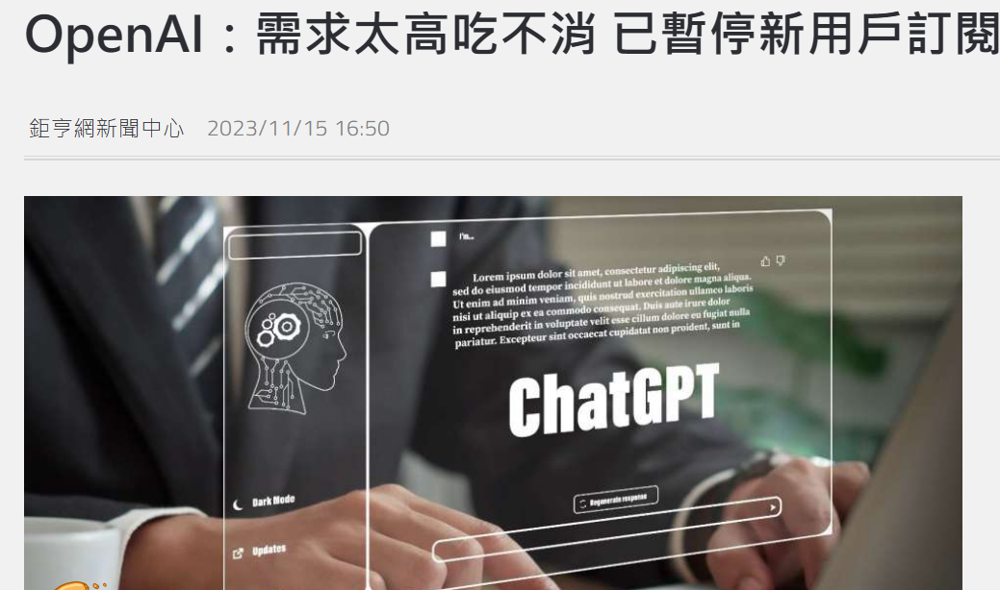 OpenAI：需求太高吃不消 已暫停新用戶訂閱
鉅亨網新聞中心 2023/11/15 16:50
I'm...
Lorem ipsum dolor sit amet, consectetur adipiscing elit,
sed do eiusmod tempor incididunt ut labore et dolore magna aliqua.
Ut enim ad minim veniam, quis nostrud exercitation ullamco laboris
nisi ut aliquip ex ea commodo consequat. Duis aute irure dolor
in reprehenderit in voluptate velit esse cillum dolore eu fugiat nulla
pariatur. Excepteur sint occaecat cupidatat non proident, sunt in
ChatGPT
Regenerate response
Dark Mode
Updates